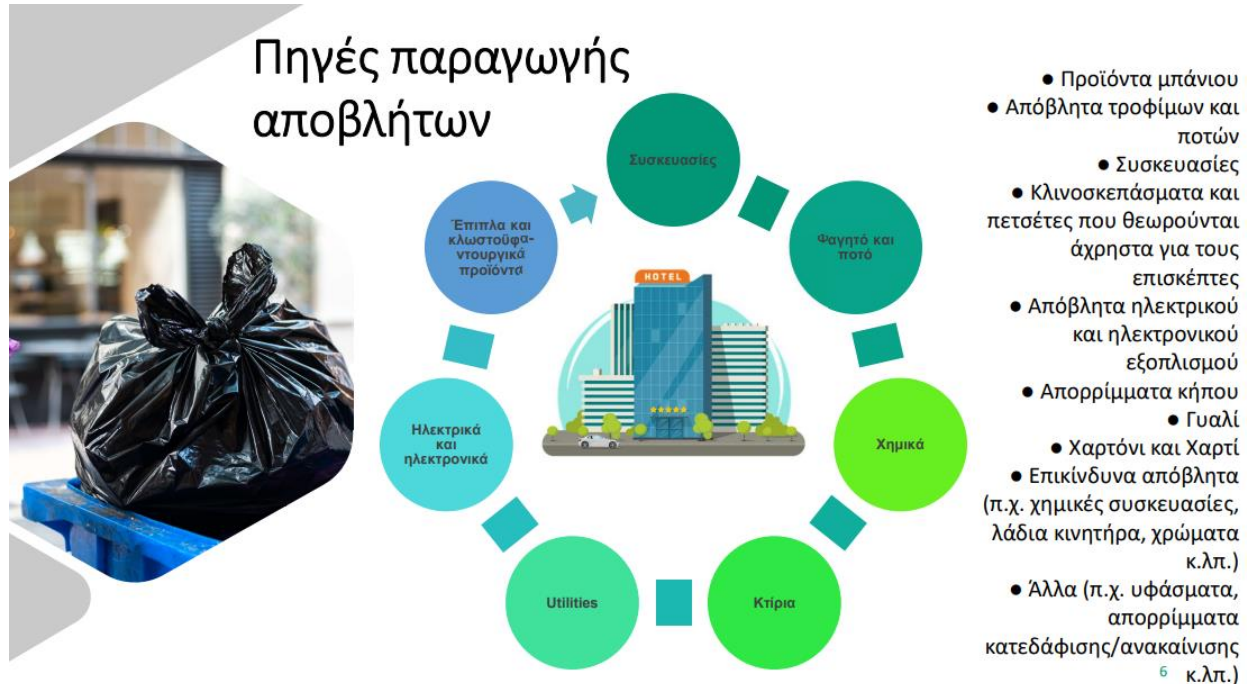 Πηγές παραγωγής
αποβλήτων
Συσκευασίες
Φαγητό και
ποτό
Χημικά
Κτίρια
Utilities
Ηλεκτρικά
και
ηλεκτρονικά
Έπιπλα και
κλωστοϋφα-
ντουργικά
προϊόντα
HOTEL
● Προϊόντα μπάνιου
● Απόβλητα τροφίμων και
ποτών
● Συσκευασίες
● Κλινοσκεπάσματα και
πετσέτες που θεωρούνται
άχρηστα για τους
επισκέπτες
● Απόβλητα ηλεκτρικού
και ηλεκτρονικού
εξοπλισμού
● Απορρίμματα κήπου
● Γυαλί
● Χαρτόνι και Χαρτί
● Επικίνδυνα απόβλητα
(π.χ. χημικές συσκευασίες,
λάδια κινητήρα, χρώματα
κ.λπ.)
● Άλλα (π.χ. υφάσματα,
απορρίμματα
κατεδάφισης/ανακαίνισης
κ.λπ.)
6